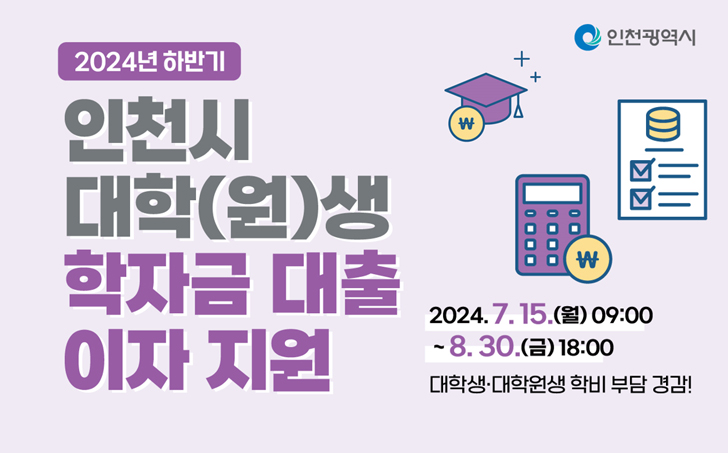 인천광역시
2024년 하반기
인천시
대학(원)생
학자금 대출
이자 지원
₩
₩
2024. 7. 15.(월) 09:00
~ 8. 30.(금) 18:00
대학생·대학원생 학비 부담 경감!